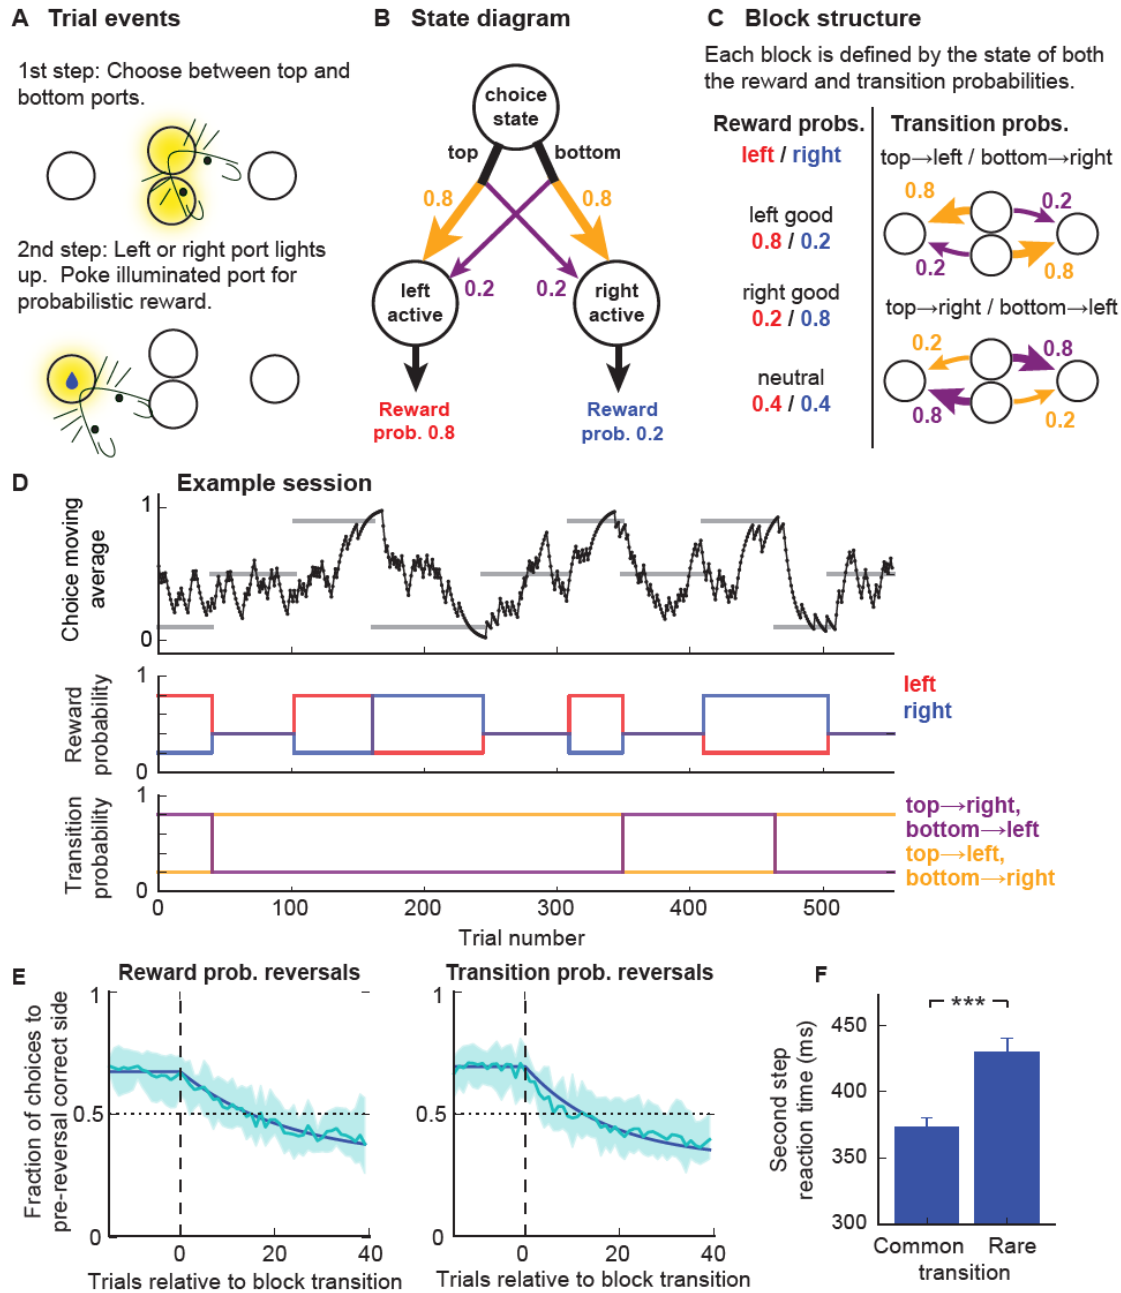 A Trial events
1st step: Choose between top and
bottom ports.
2nd step: Left or right port lights
up. Poke illuminated port for
probabilistic reward.
B State diagram
choice
state
top
bottom
0.8
0.8
0.2
0.2
left
active
right
active
Reward
prob. 0.8
Reward
prob. 0.2
C Block structure
Each block is defined by the state of both
the reward and transition probabilities.
Reward probs.
left / right
left good
0.8 / 0.2
right good
0.2 / 0.8
neutral
0.4 / 0.4
Transition probs.
top→left / bottom→right
0.8
0.2
0.2
0.8
top→right / bottom→left
0.2
0.8
0.8
0.2
D Example session
Choice moving
average
1
0
Reward
probability
1
0
left
right
Transition
probability
1
0
top→right,
bottom→left
top→left,
bottom→right
0 100 200 300 400 500
Trial number
E Reward prob. reversals
Fraction of choices to
pre-reversal correct side
1
0.5
0
0 20 40
Trials relative to block transition
Transition prob. reversals
1
0.5
0
0 20 40
Trials relative to block transition
F
***
Second step
reaction time (ms)
450
400
350
300
Common Rare
transition